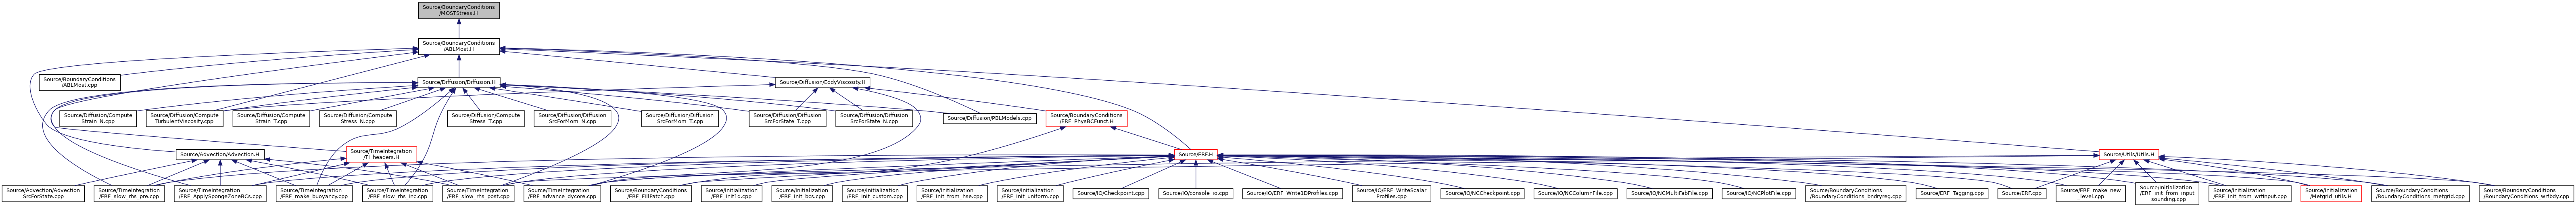 Source/BoundaryConditions
/MOSTStress.H
Source/BoundaryConditions
/ABLMost.H
Source/BoundaryConditions
/ABLMost.cpp
Source/Diffusion/Diffusion.H
Source/Diffusion/EddyViscosity.H
Source/Diffusion/Compute
Strain_N.cpp
Source/Diffusion/Compute
TurbulentViscosity.cpp
Source/Diffusion/Compute
Strain_T.cpp
Source/Diffusion/Compute
Stress_N.cpp
Source/Diffusion/Compute
Stress_T.cpp
Source/Diffusion/Diffusion
SrcForMom_N.cpp
Source/Diffusion/Diffusion
SrcForMom_T.cpp
Source/Diffusion/Diffusion
SrcForState_T.cpp
Source/Diffusion/Diffusion
SrcForState_N.cpp
Source/Diffusion/PBLModels.cpp
Source/BoundaryConditions
/ERF_PhysBCFunct.H
Source/Advection/Advection.H
Source/TimeIntegration
/TI_headers.H
Source/ERF.H
Source/Utils/Utils.H
Source/Advection/Advection
SrcForState.cpp
Source/TimeIntegration
/ERF_slow_rhs_pre.cpp
Source/TimeIntegration
/ERF_ApplySpongeZoneBCs.cpp
Source/TimeIntegration
/ERF_make_buoyancy.cpp
Source/TimeIntegration
/ERF_slow_rhs_inc.cpp
Source/TimeIntegration
/ERF_slow_rhs_post.cpp
Source/TimeIntegration
/ERF_advance_dycore.cpp
Source/BoundaryConditions
/ERF_FillPatch.cpp
Source/Initialization
/ERF_init1d.cpp
Source/Initialization
/ERF_init_bcs.cpp
Source/Initialization
/ERF_init_custom.cpp
Source/Initialization
/ERF_init_from_hse.cpp
Source/Initialization
/ERF_init_uniform.cpp
Source/IO/Checkpoint.cpp
Source/IO/console_io.cpp
Source/IO/ERF_Write1DProfiles.cpp
Source/IO/ERF_WriteScalar
Profiles.cpp
Source/IO/NCCheckpoint.cpp
Source/IO/NCColumnFile.cpp
Source/IO/NCMultiFabFile.cpp
Source/IO/NCPlotFile.cpp
Source/BoundaryConditions
/BoundaryConditions_bndryreg.cpp
Source/ERF_Tagging.cpp
Source/ERF.cpp
Source/ERF_make_new
_level.cpp
Source/Initialization
/ERF_init_from_input
_sounding.cpp
Source/Initialization
/ERF_init_from_wrfinput.cpp
Source/Initialization
/Metgrid_utils.H
Source/BoundaryConditions
/BoundaryConditions_metgrid.cpp
Source/BoundaryConditions
/BoundaryConditions_wrfbdy.cpp